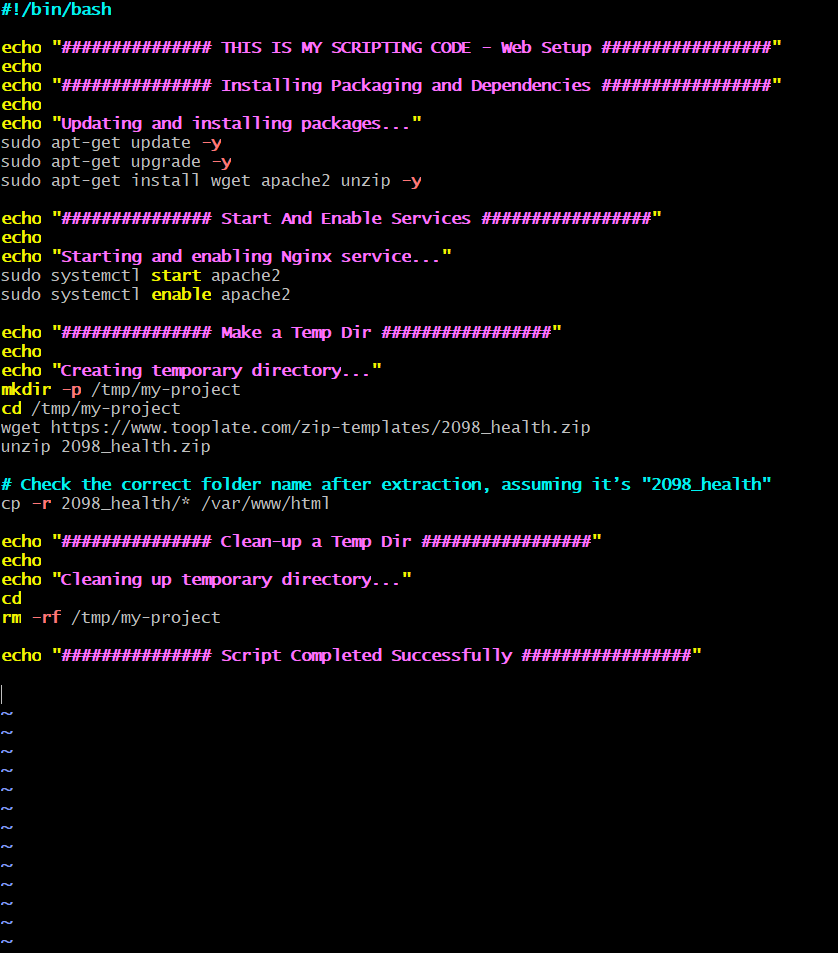 #!/bin/bash
echo "############### THIS IS MY SCRIPTING CODE - Web Setup #################"
echo
echo "############### Installing Packaging and Dependencies #################"
echo
echo "Updating and installing packages..."
sudo apt-get update -y
sudo apt-get upgrade -y
sudo apt-get install wget apache2 unzip -y
echo "############### Start And Enable Services #################"
echo
echo "Starting and enabling Nginx service..."
sudo systemctl start apache2
sudo systemctl enable apache2
echo "############### Make a Temp Dir #################"
echo
echo "Creating temporary directory..."
mkdir -p /tmp/my-project
cd /tmp/my-project
wget https://www.tooplate.com/zip-templates/2098_health.zip
unzip 2098_health.zip
# Check the correct folder name after extraction, assuming it’s "2098_health"
cp -r 2098_health/* /var/www/html
echo "############### Clean-up a Temp Dir #################"
echo
echo "Cleaning up temporary directory..."
cd
rm -rf /tmp/my-project
echo "############### Script Completed Successfully #################"
~
~
~
~
~
~
~
~
~
~
~
~
~